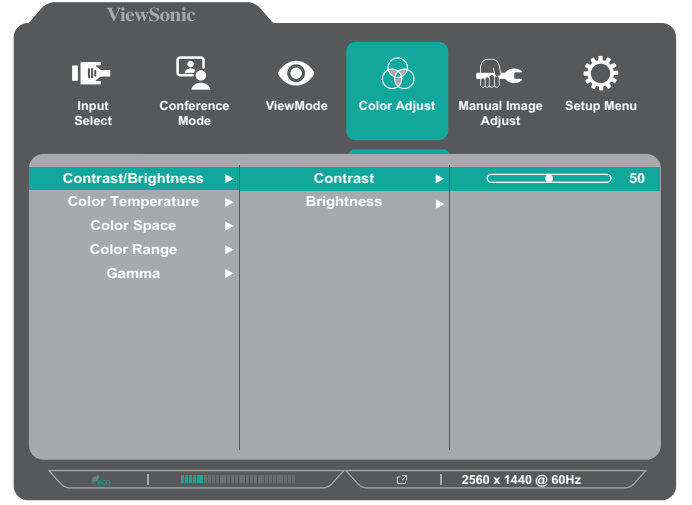 ViewSonic
Input Select
Conference Mode
ViewMode
Color Adjust
Manual Image Adjust
Setup Menu
Contrast/Brightness
Contrast
50
Color Temperature
Brightness
Color Space
Color Range
Gamma
eco
2560 x 1440 @ 60Hz